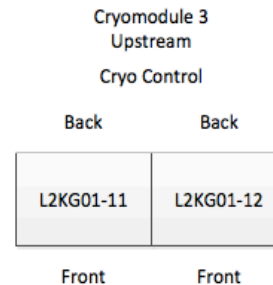 Cryomodule 3
Upstream
Cryo Control
Back Back
L2KG01-11 L2KG01-12
Front Front